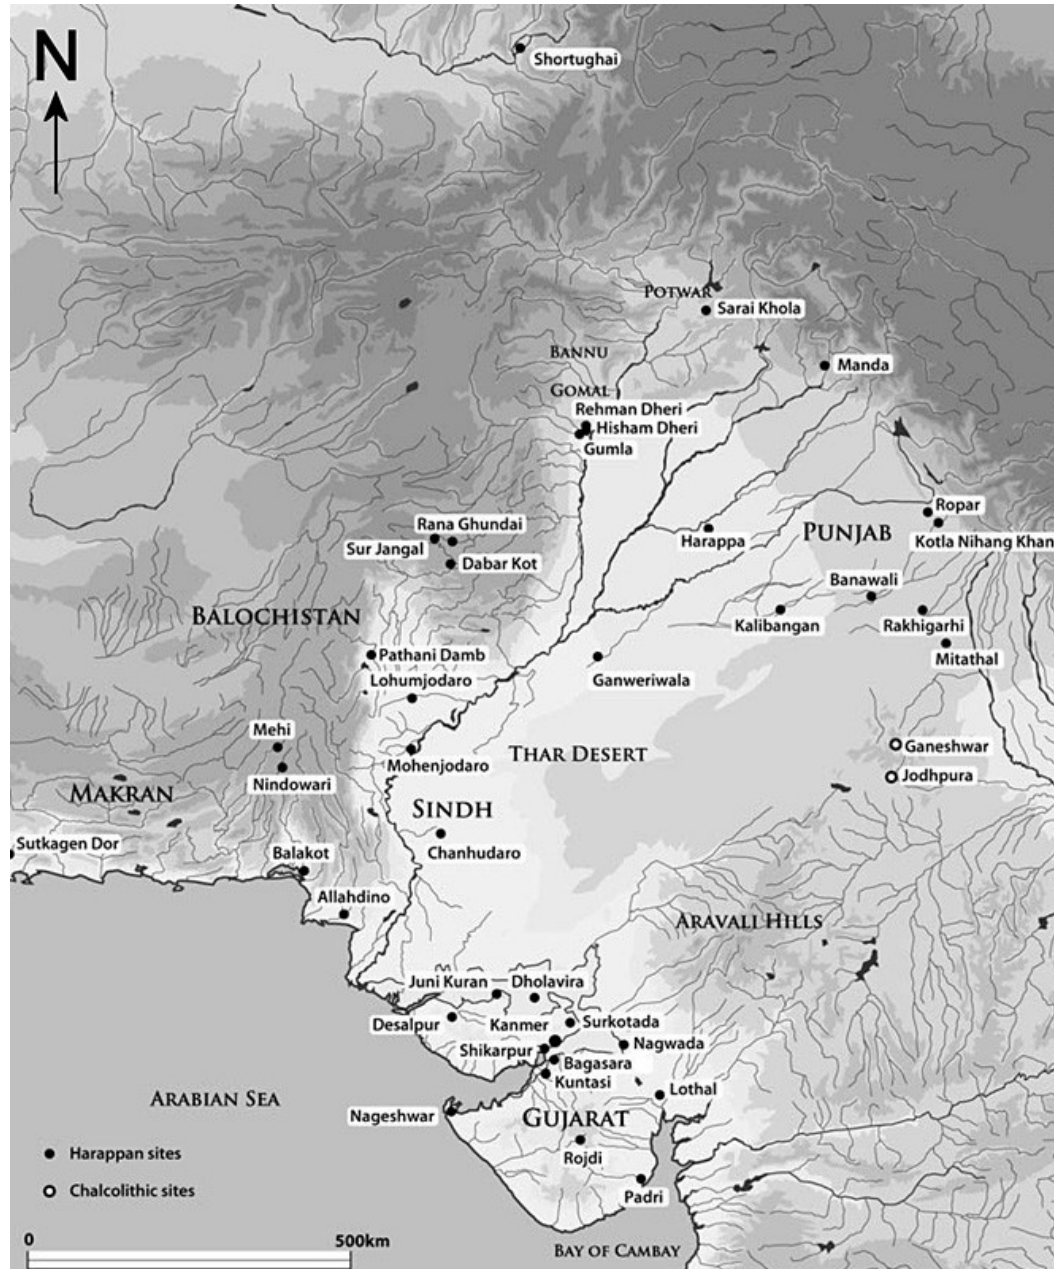 N
Shortughai
Potwar
Sarai Khola
Bannu
Manda
Gomal
Rehman Dheri
Hisham Dheri
Gumla
Ropar
Rana Ghundai
Punjab
Sur Jangal
Harappa
Kotla Nihang Khan
Dabar Kot
Banawali
Balochistan
Kalibangan
Rakhigarhi
Pathani Damb
Mitathal
Lohumjodaro
Ganweriwala
Mehi
Ganeshwar
Thar Desert
Mohenjodaro
Jodhpura
Nindowari
Makran
Sindh
Sutkagen Dor
Chanhudaro
Balakot
Allahdino
Aravali Hills
Juni Kuran
Dholavira
Desalpur
Kanmer
Surkotada
Shikarpur
Nagwada
Bagasara
Kuntasi
Lothal
Arabian Sea
Nageshwar
Gujarat
Harappan sites
Rojdi
Chalcolithic sites
Padri
0
500km
Bay of Cambay